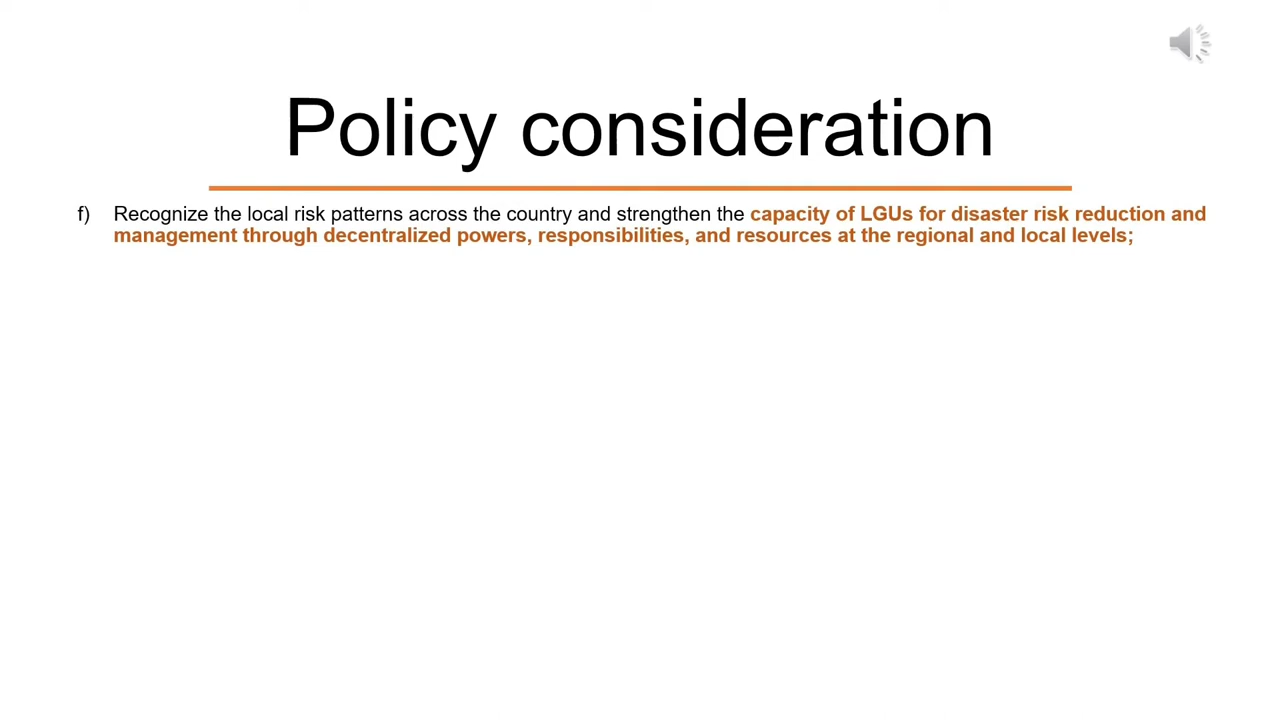 Policy consideration
f) Recognize the local risk patterns across the country and strengthen the capacity of LGUs for disaster risk reduction and
management through decentralized powers, responsibilities, and resources at the regional and local levels;